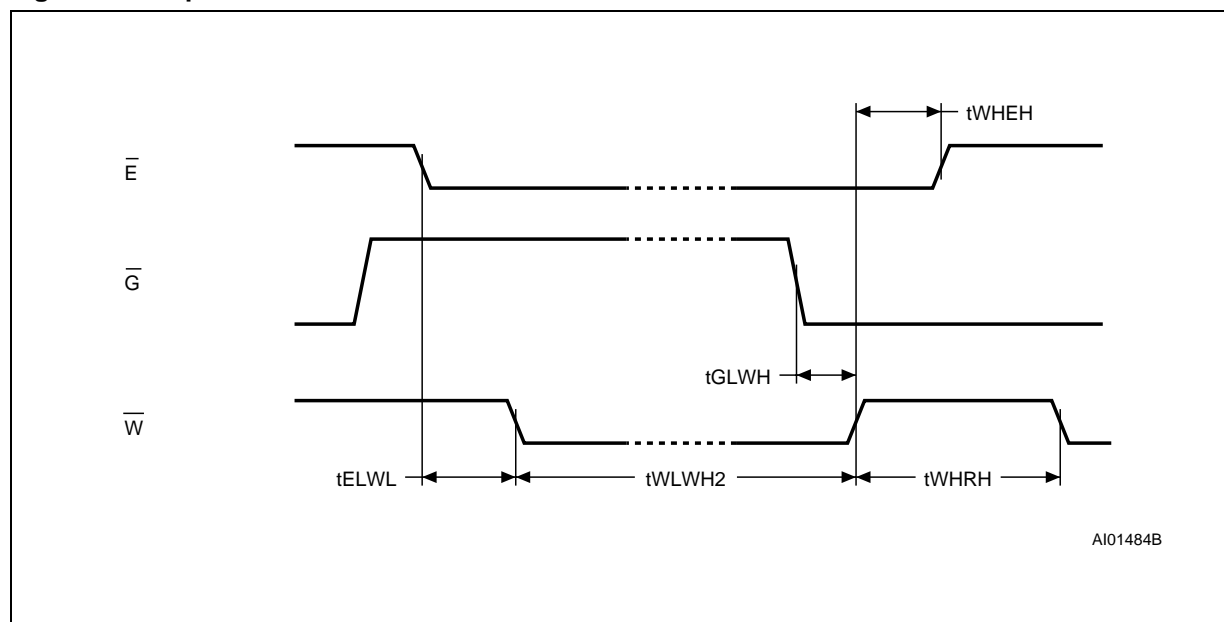 tWHEH
E̅
G̅
tGLWH
W̅
tELWL
tWLWH2
tWHRH
AI01484B